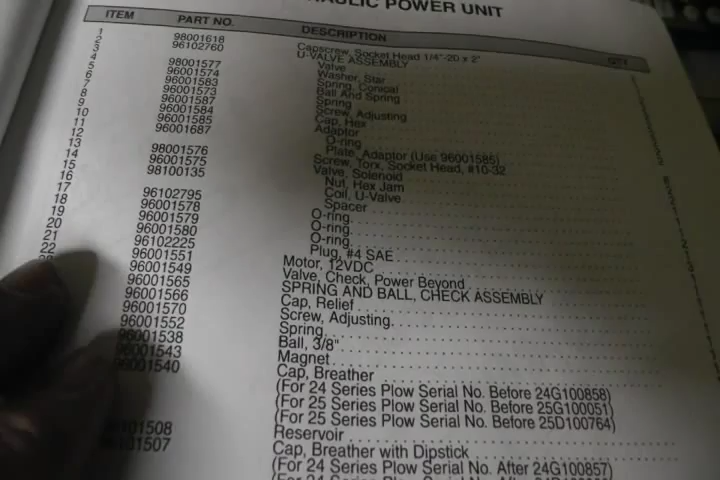 AULIC POWER UNIT
ITEM PART NO. DESCRIPTION QTY
1 98001618 Capscrew, Socket Head 1/4"-20 x 2"
2 96102760 U-VALVE ASSEMBLY
3 Valve
4 98001577 Washer, Star
5 96001574 Spring, Conical
6 96001583 Ball And Spring
7 96001573 Spring
8 96001587 Screw, Adjusting
9 96001584 Cap, Hex
10 96001585 Adaptor
11 96001687 O-ring
12 Plate, Adaptor (Use 96001585)
13 98001576 Screw, Torx, Socket Head, #10-32
14 96001575 Valve, Solenoid
15 98100135 Nut, Hex Jam
16 Coil, U-Valve
17 96102795 Spacer
18 96001578 O-ring
19 96001579 O-ring
20 96001580 O-ring
21 96102225 Plug, #4 SAE
22 96001551 Motor, 12VDC
96001549 Valve, Check, Power Beyond
96001565 SPRING AND BALL, CHECK ASSEMBLY
96001566 Cap, Relief
96001570 Screw, Adjusting
96001552 Spring
96001538 Ball, 3/8"
96001543 Magnet
96001540 Cap, Breather
(For 24 Series Plow Serial No. Before 24G100858)
(For 25 Series Plow Serial No. Before 25G100051)
(For 25 Series Plow Serial No. Before 25D100764)
Reservoir
Cap, Breather with Dipstick
(For 24 Series Plow Serial No. After 24G100857)